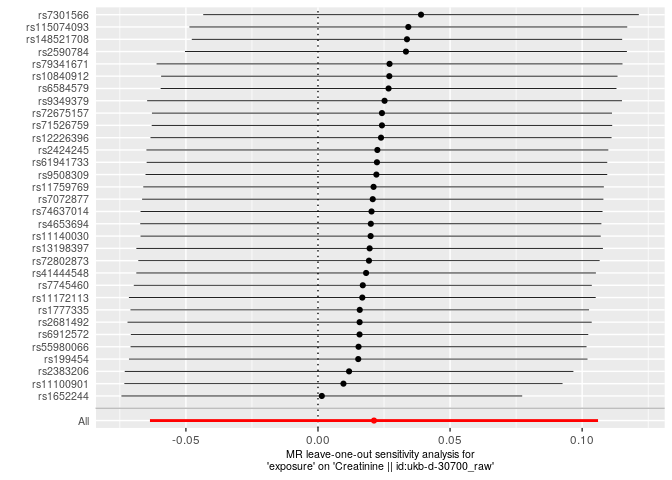 rs7301566
rs115074093
rs148521708
rs2590784
rs79341671
rs10840912
rs6584579
rs9349379
rs72675157
rs71526759
rs12226396
rs2424245
rs61941733
rs9508309
rs11759769
rs7072877
rs74637014
rs4653694
rs11140030
rs13198397
rs72802873
rs41444548
rs7745460
rs11172113
rs1777335
rs2681492
rs6912572
rs55980066
rs199454
rs2383206
rs11100901
rs1652244
All
-0.05 0.00 0.05 0.10
MR leave-one-out sensitivity analysis for
'exposure' on 'Creatinine || id:ukb-d-30700_raw'